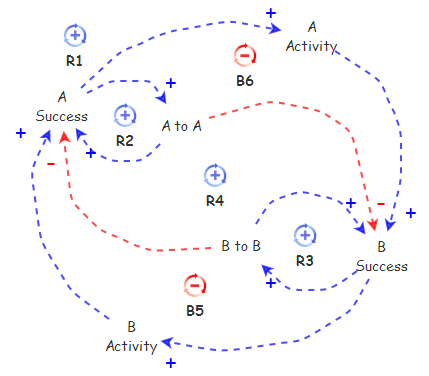 +
A
Activity
+
−
R1
B6
+
A
Success
+
R2
A to A
+
+
−
R4
+
−
+
B to B
+
R3
B
Success
−
B5
+
B
Activity
+